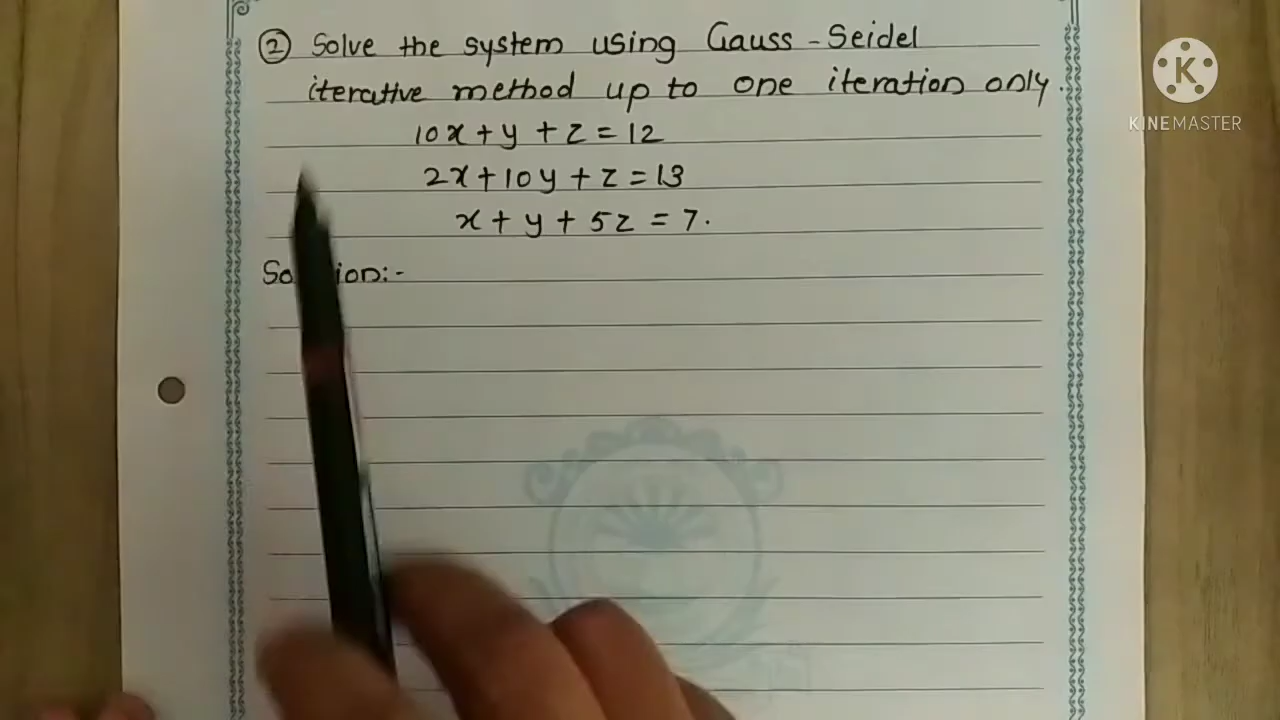 ② Solve the system using Gauss-Seidel
iterative method up to one iteration only.
10x + y + z = 12
2x + 10y + z = 13
x + y + 5z = 7.
:-
K
KINEMASTER